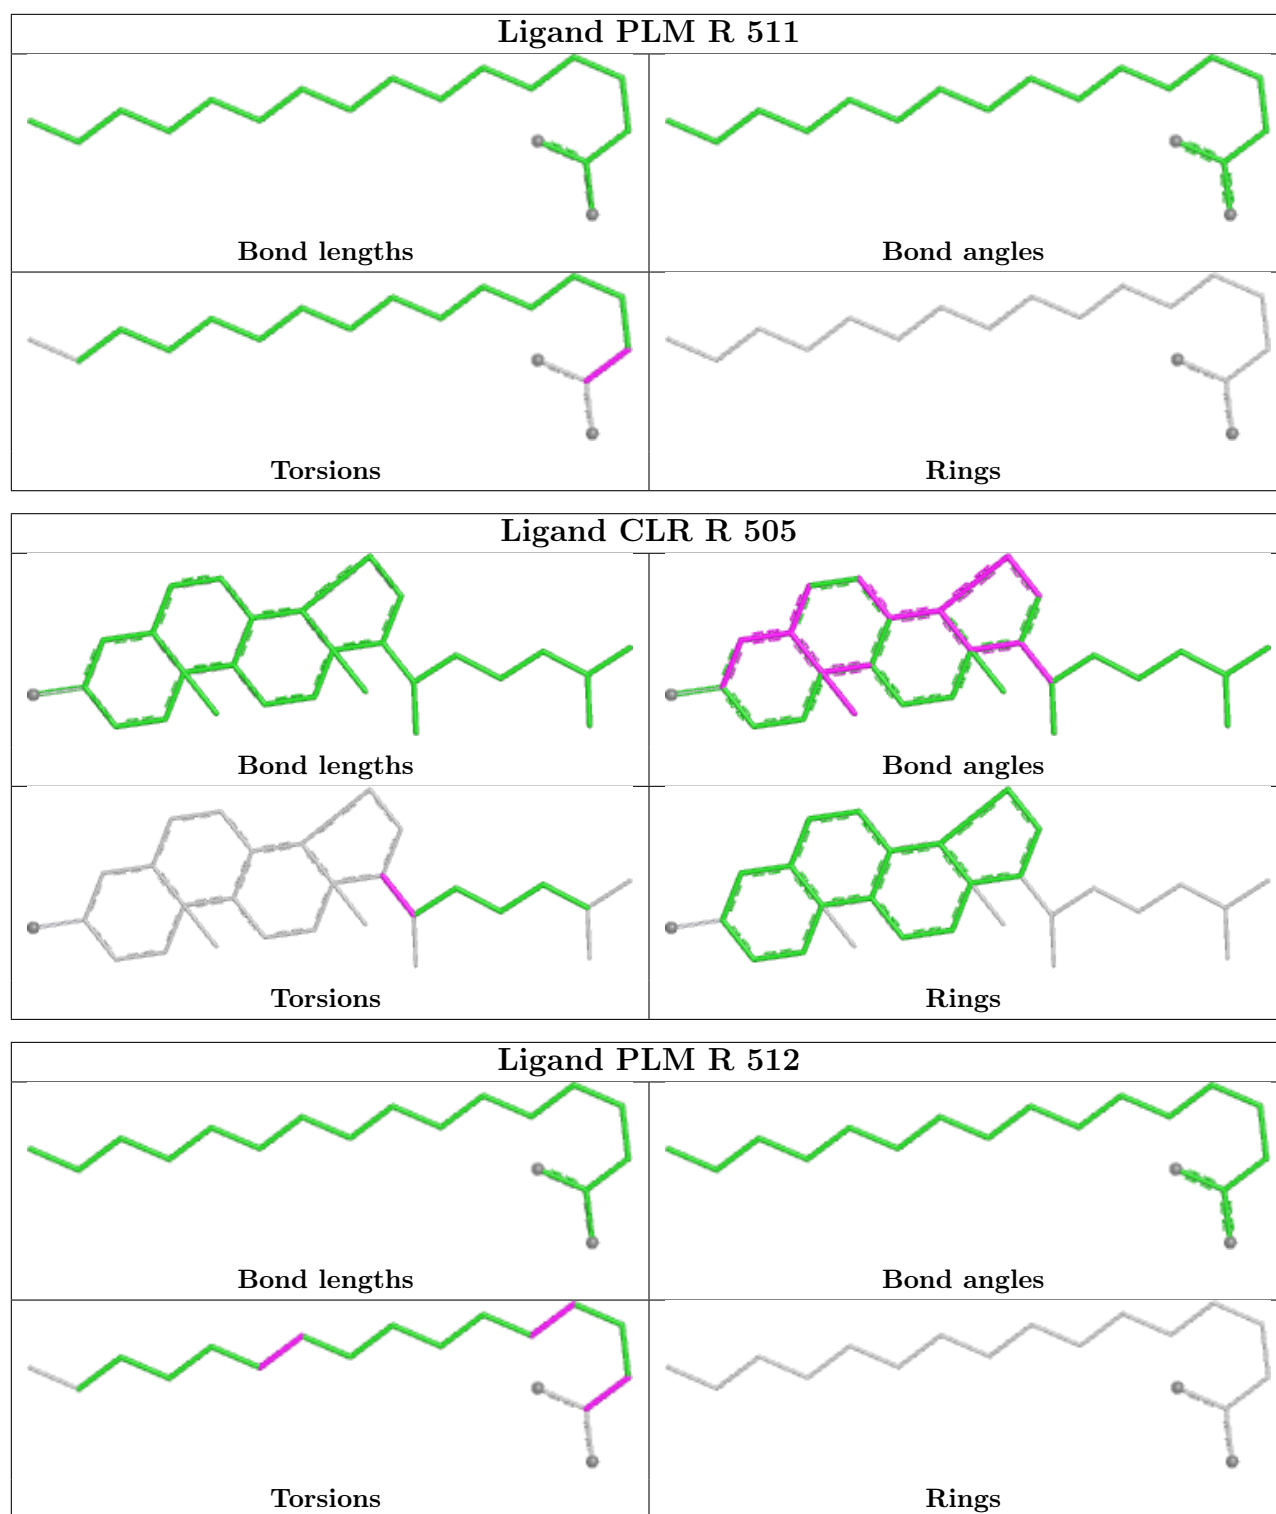 Ligand PLM R 511
Bond lengths
Bond angles
Torsions
Rings
Ligand CLR R 505
Bond lengths
Bond angles
Torsions
Rings
Ligand PLM R 512
Bond lengths
Bond angles
Torsions
Rings